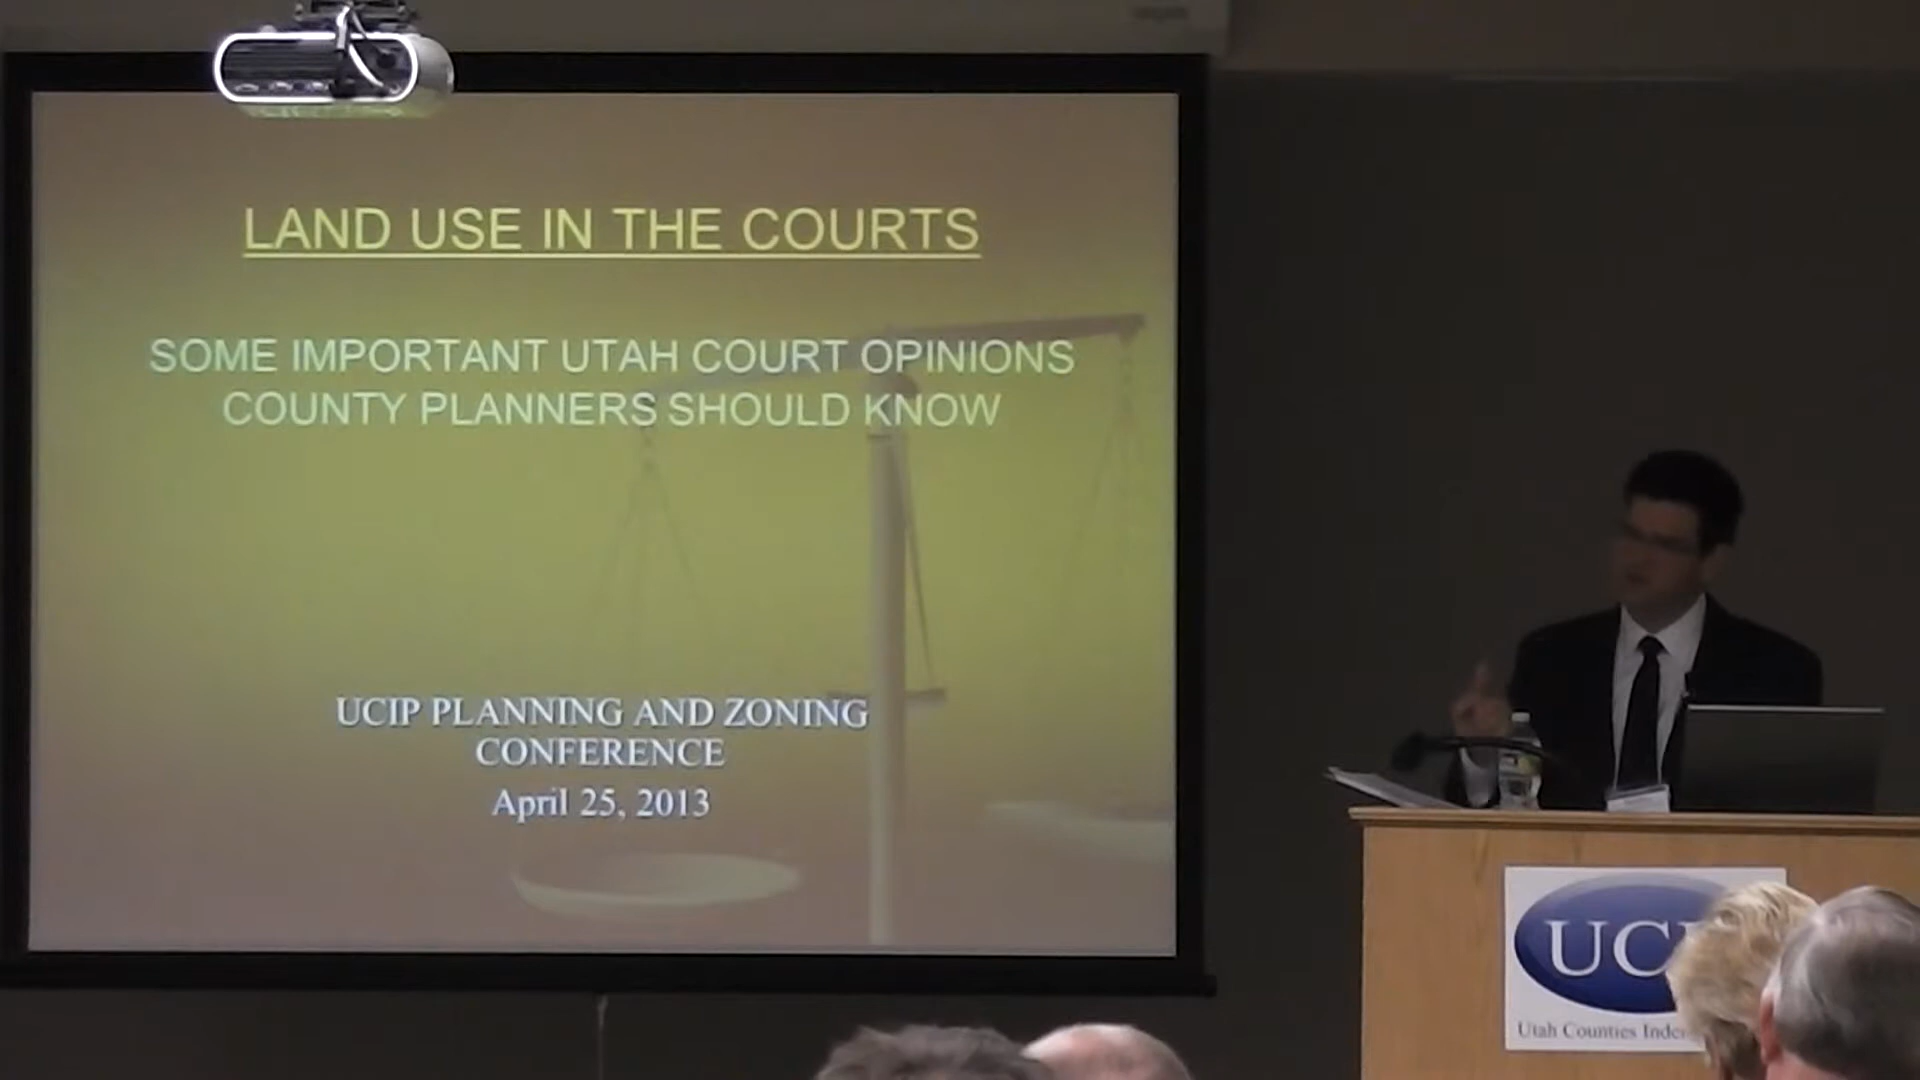 LAND USE IN THE COURTS
SOME IMPORTANT UTAH COURT OPINIONS
COUNTY PLANNERS SHOULD KNOW
UCIP PLANNING AND ZONING
CONFERENCE
April 25, 2013
UC
Utah Counties